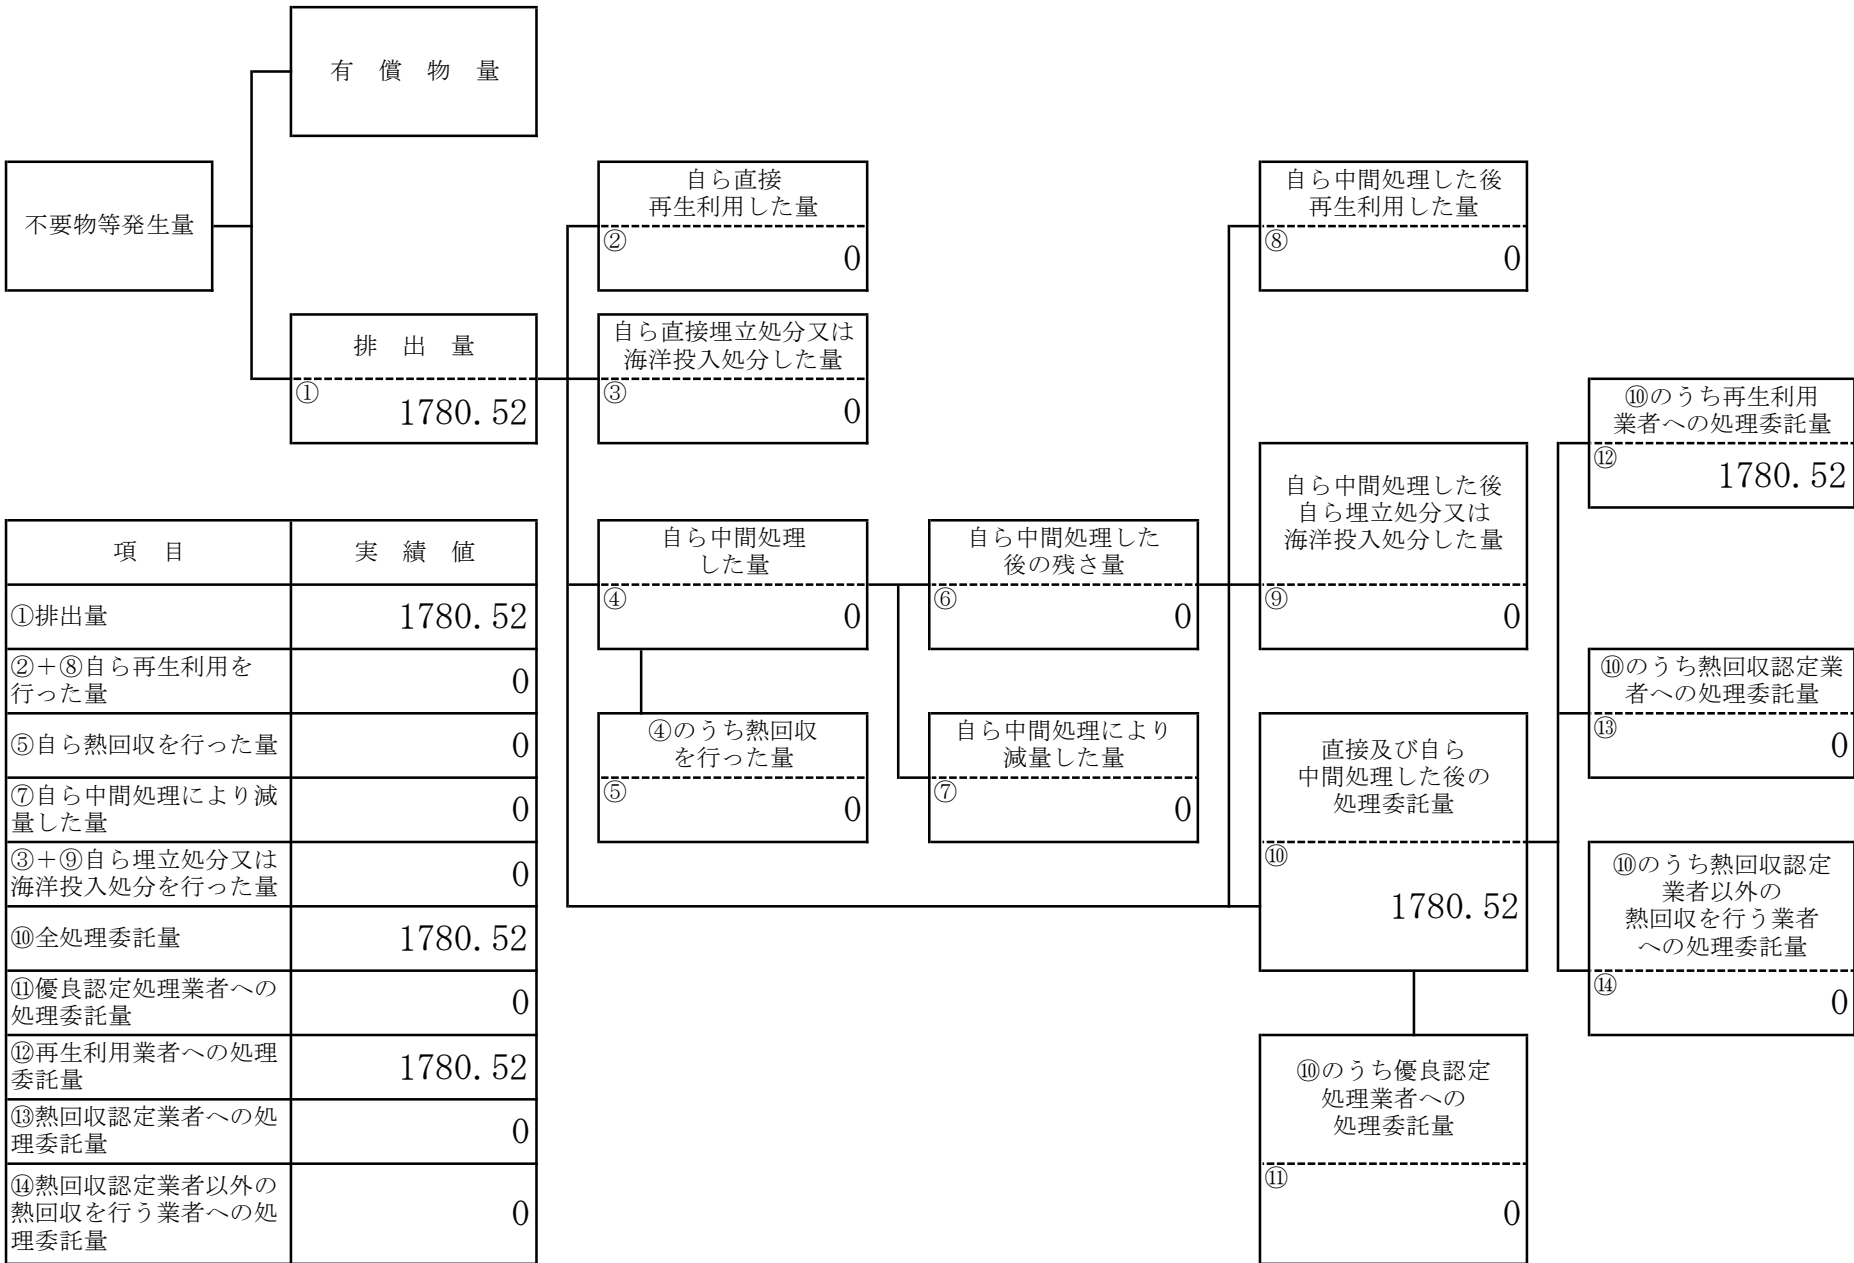 有 償 物 量
不要物等発生量
排 出 量
①
1780.52
自ら直接
再生利用した量
②
0
自ら直接埋立処分又は
海洋投入処分した量
③
0
自ら中間処理
した量
④
0
④のうち熱回収
を行った量
⑤
0
自ら中間処理した
後の残さ量
⑥
0
自ら中間処理により
減量した量
⑦
0
自ら中間処理した後
再生利用した量
⑧
0
自ら中間処理した後
自ら埋立処分又は
海洋投入処分した量
⑨
0
直接及び自ら
中間処理した後の
処理委託量
⑩
1780.52
⑩のうち優良認定
処理業者への
処理委託量
⑪
0
⑩のうち再生利用
業者への処理委託量
⑫
1780.52
⑩のうち熱回収認定業
者への処理委託量
⑬
0
⑩のうち熱回収認定
業者以外の
熱回収を行う業者
への処理委託量
⑭
0
項 目 実 績 値
①排出量 1780.52
②＋⑧自ら再生利用を
行った量 0
⑤自ら熱回収を行った量 0
⑦自ら中間処理により減
量した量 0
③＋⑨自ら埋立処分又は
海洋投入処分を行った量 0
⑩全処理委託量 1780.52
⑪優良認定処理業者への
処理委託量 0
⑫再生利用業者への処理
委託量 1780.52
⑬熱回収認定業者への処
理委託量 0
⑭熱回収認定業者以外の
熱回収を行う業者への処
理委託量 0